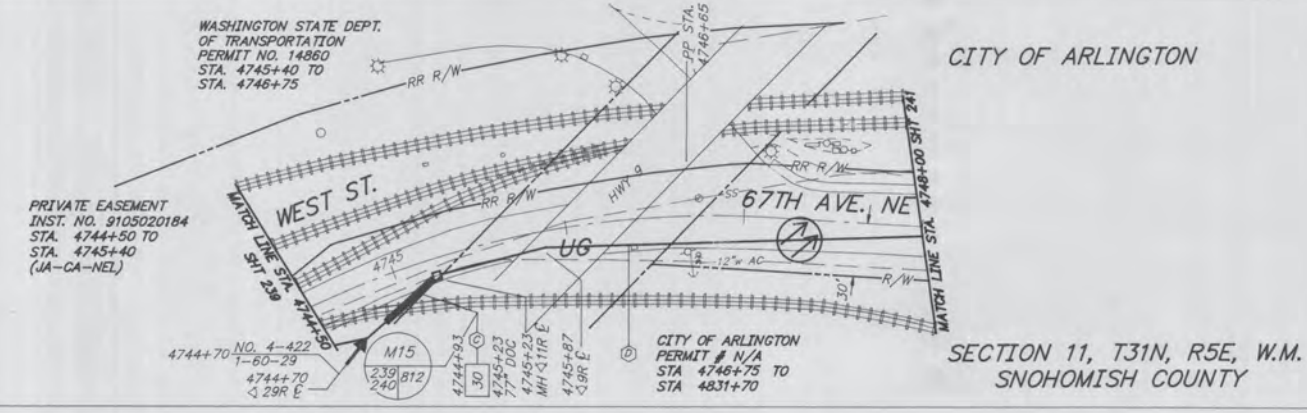 WASHINGTON STATE DEPT.
OF TRANSPORTATION
PERMIT NO. 14860
STA. 4745+40 TO
STA. 4746+75
PP STA.
4746+65
CITY OF ARLINGTON
RR R/W
PRIVATE EASEMENT
INST. NO. 9105020184
STA. 4744+50 TO
STA. 4745+40
(JA-CA-NEL)
MATCH LINE STA. 4744+50
SHT 239
WEST ST.
RR R/W
HWY 9
RR R/W
SS
67TH AVE. NE
MATCH LINE STA. 4748+00 SHT 241
4745
UG
12"w AC
R/W
30'
4744+70
NO. 4-422
1-60-29
4744+70
29R ℄
M15
239
240
812
4744+93
C
30
4745+23
77" DOC
4745+23
MH 11R ℄
4745+87
9R ℄
D
CITY OF ARLINGTON
PERMIT # N/A
STA 4746+75 TO
STA 4831+70
SECTION 11, T31N, R5E, W.M.
SNOHOMISH COUNTY